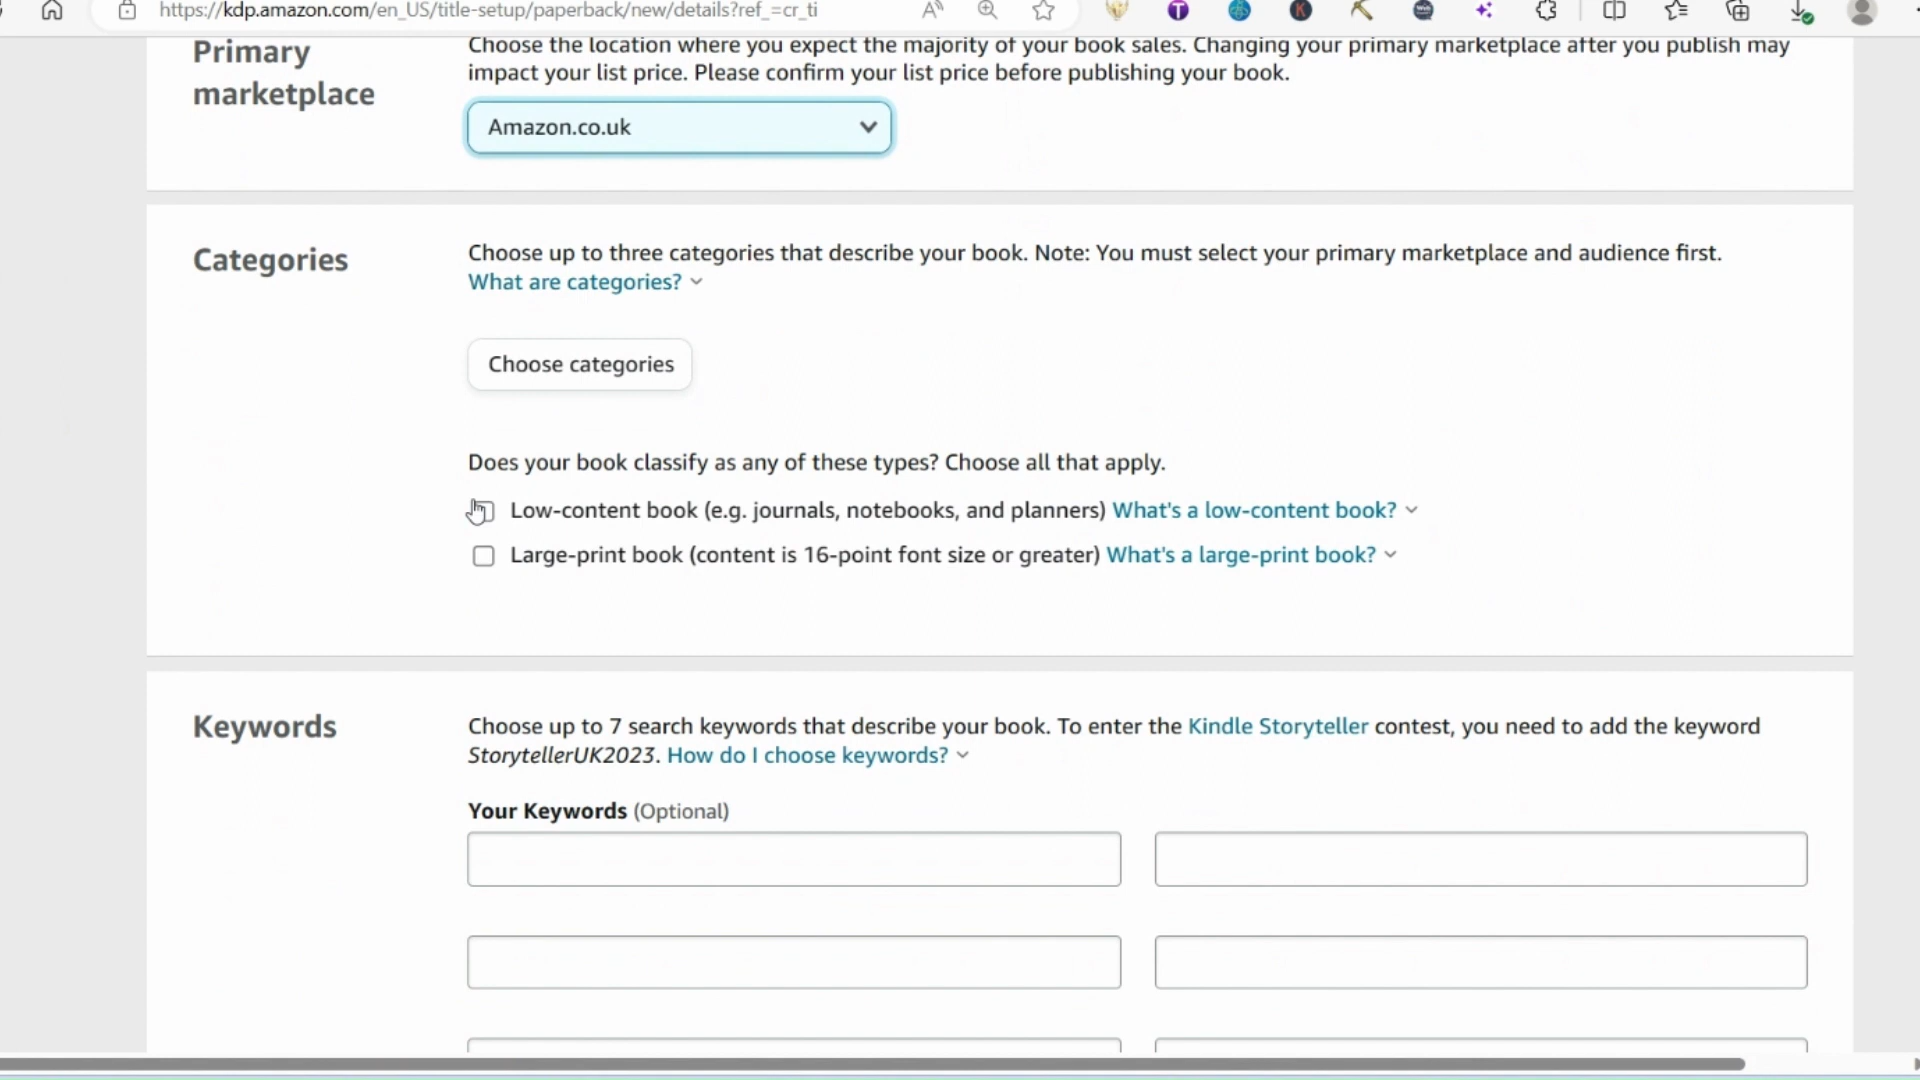 https://kdp.amazon.com/en_US/title-setup/paperback/new/details?ref_=cr_ti
Primary
marketplace
Choose the location where you expect the majority of your book sales. Changing your primary marketplace after you publish may
impact your list price. Please confirm your list price before publishing your book.
Amazon.co.uk
Categories
Choose up to three categories that describe your book. Note: You must select your primary marketplace and audience first.
What are categories?
Choose categories
Does your book classify as any of these types? Choose all that apply.
Low-content book (e.g. journals, notebooks, and planners) What's a low-content book?
Large-print book (content is 16-point font size or greater) What's a large-print book?
Keywords
Choose up to 7 search keywords that describe your book. To enter the Kindle Storyteller contest, you need to add the keyword
StorytellerUK2023. How do I choose keywords?
Your Keywords (Optional)